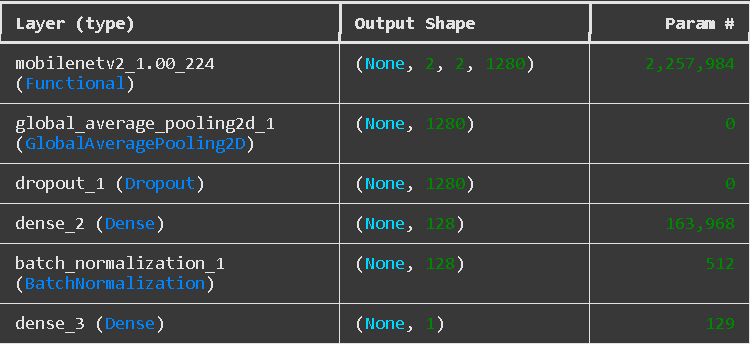 Layer (type) Output Shape Param #
mobilenetv2_1.00_224 (None, 2, 2, 1280) 2,257,984
(Functional)
global_average_pooling2d_1 (None, 1280) 0
(GlobalAveragePooling2D)
dropout_1 (Dropout) (None, 1280) 0
dense_2 (Dense) (None, 128) 163,968
batch_normalization_1 (None, 128) 512
(BatchNormalization)
dense_3 (Dense) (None, 1) 129